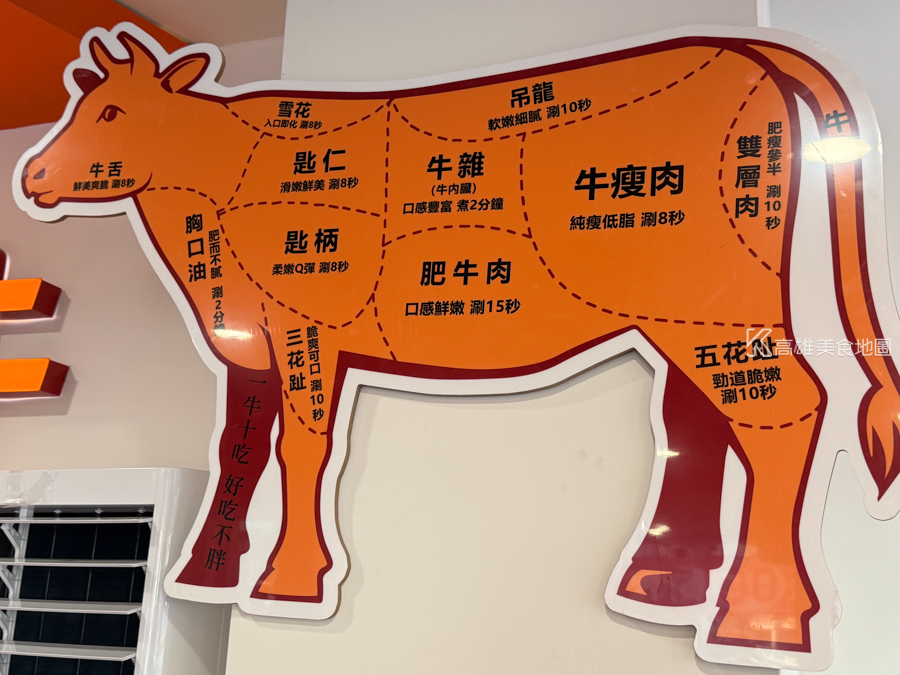 雪花
入口即化 涮8秒
吊龍
軟嫩細膩 涮10秒
牛舌
鮮美爽脆 涮8秒
匙仁
滑嫩鮮美 涮8秒
牛雜
(牛內臟)
口感豐富 煮2分鐘
牛瘦肉
純瘦低脂 涮8秒
雙層肉
肥瘦參半 涮10秒
牛
胸口油
肥而不膩 涮2分鐘
匙柄
柔嫩Q彈 涮8秒
肥牛肉
口感鮮嫩 涮15秒
三花趾
脆爽可口 涮10秒
五花趾
勁道脆嫩
涮10秒
一牛十吃 好吃不胖
高雄美食地圖